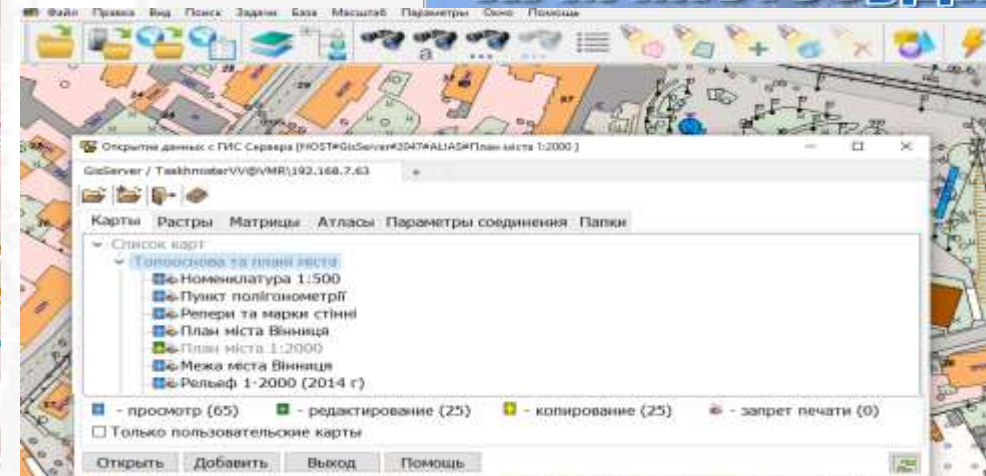 Файл Правка Вид Поиск Задачи База Масштаб Параметры Окно Помощь
Открытие данных с ГИС Сервера [HOST#GisServer#2047#ALIAS#План міста 1:2000 ]
GisServer / TsekhmisterVV@VMR\192.168.7.63
Карты Растры Матрицы Атласы Параметры соединения Папки
Список карт
Топооснова та плани міста
Номенклатура 1:500
Пункт полігонометрії
Репери та марки стінні
План міста Вінниця
План міста 1:2000
Межа міста Вінниця
Рельеф 1-2000 (2014 г)
- просмотр (65) - редактирование (25) - копирование (25) - запрет печати (0)
Только пользовательские карты
Открыть Добавить Выход Помощь